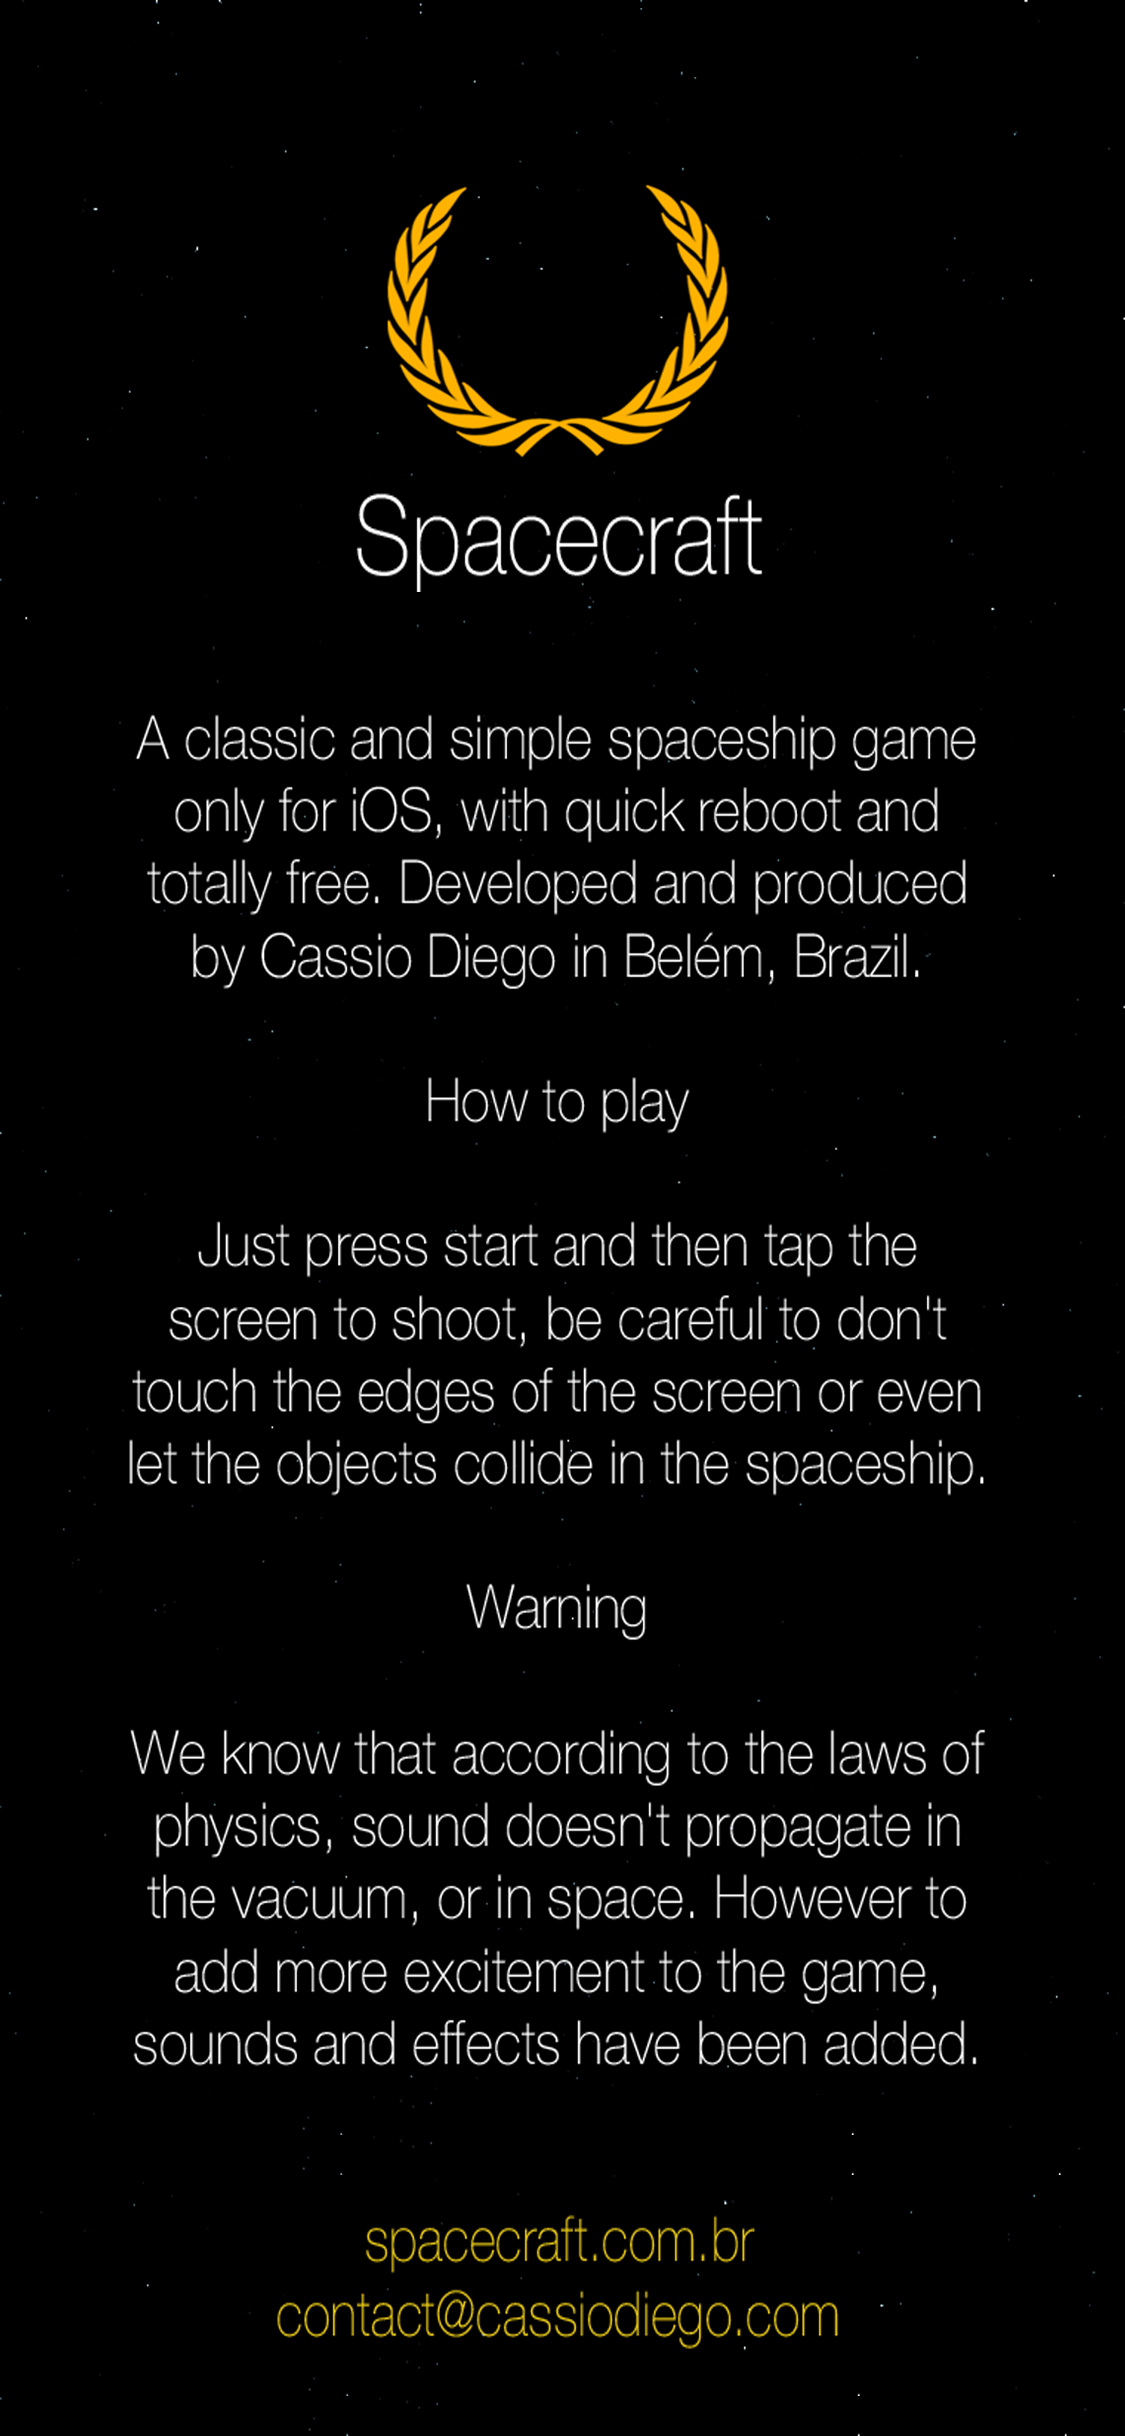 Spacecraft
A classic and simple spaceship game
only for iOS, with quick reboot and
totally free. Developed and produced
by Cassio Diego in Belém, Brazil.
How to play
Just press start and then tap the
screen to shoot, be careful to don't
touch the edges of the screen or even
let the objects collide in the spaceship.
Warning
We know that according to the laws of
physics, sound doesn't propagate in
the vacuum, or in space. However to
add more excitement to the game,
sounds and effects have been added.
spacecraft.com.br
contact@cassiodiego.com